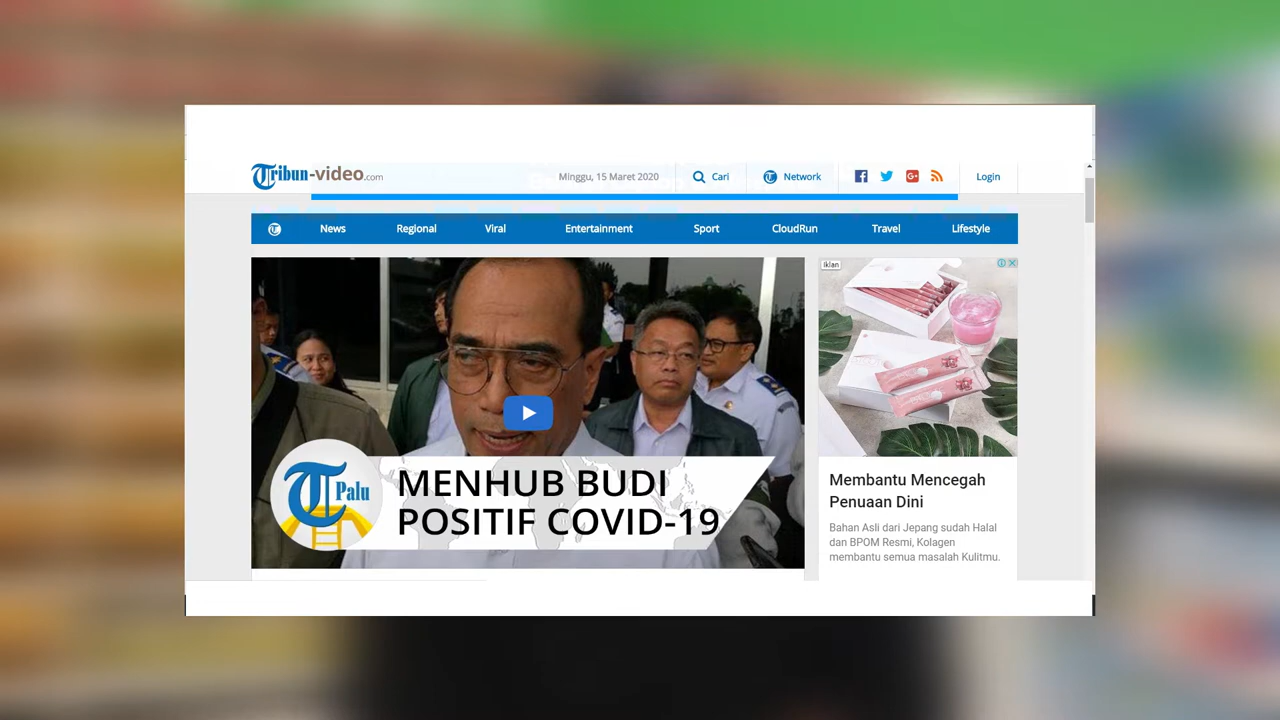 Tribun-video.com
Minggu, 15 Maret 2020
Cari
Network
Login
News
Regional
Viral
Entertainment
Sport
CloudRun
Travel
Lifestyle
Palu
MENHUB BUDI
POSITIF COVID-19
Iklan
Membantu Mencegah
Penuaan Dini
Bahan Asli dari Jepang sudah Halal
dan BPOM Resmi, Kolagen
membantu semua masalah Kulitmu.